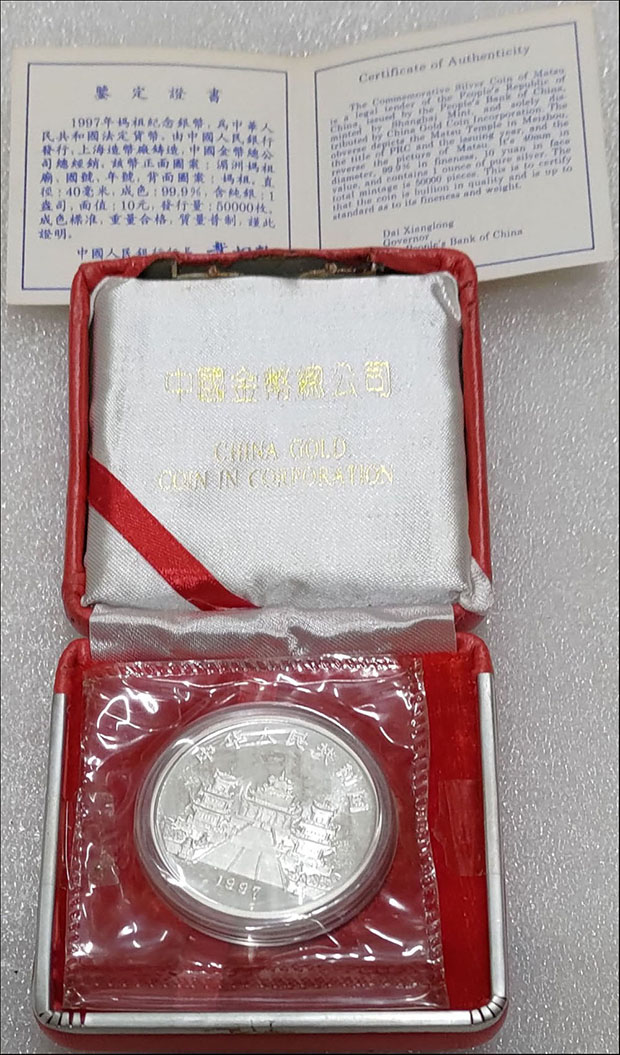 鑒定證書
1997年媽祖紀念銀幣，爲中華人
民共和國法定貨幣，由中國人民銀行
發行，上海造幣廠鑄造，中國金幣總公
司總經銷，該幣正面圖案：湄洲媽祖
廟，國號，年號，背面圖案：媽祖，直
徑：40毫米，成色：99.9%，含純銀：1
盎司，面值：10元，發行量：50000枚，
成色標準，重量合格，質量普制，謹此
證明。
中國人民銀行行長
Certificate of Authenticity
The Commemorative Silver Coin of Matsu
is a legal tender of the People's Republic of
China, issued by the People's Bank of China,
minted by Shanghai Mint, and solely dis-
tributed by China Gold Coin Incorporation. The
obverse depicts the Matsu Temple in Meizhou,
the title of PRC and the mintred year, and the
reverse the picture of Matsu. It's 40mm in
diameter, 99.9% in fineness, 10 yuan in face
value, and contains 1 ounce of pure silver. The
total mintage is 50000 pieces. This is to certify
that the coin is bullion in quality and is up to
standard as to its fineness and weight.
Dai Xianglong
Governor
People's Bank of China
中國金幣總公司
CHINA GOLD
COIN IN CORPORATION
中华人民共和国
1997